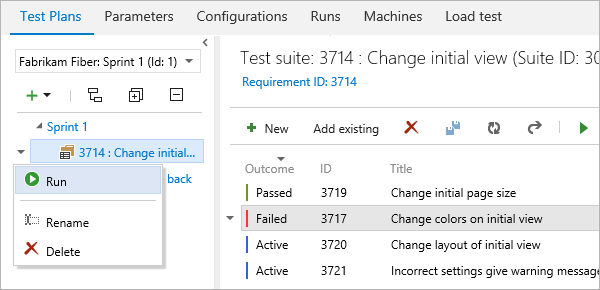 Test Plans Parameters Configurations Runs Machines Load test
Fabrikam Fiber: Sprint 1 (Id: 1)
Sprint 1
3714 : Change initial...
Run
back
Rename
Delete
Test suite: 3714 : Change initial view (Suite ID: 30
Requirement ID: 3714
New Add existing
Outcome ID Title
Passed 3719 Change initial page size
Failed 3717 Change colors on initial view
Active 3720 Change layout of initial view
Active 3721 Incorrect settings give warning message